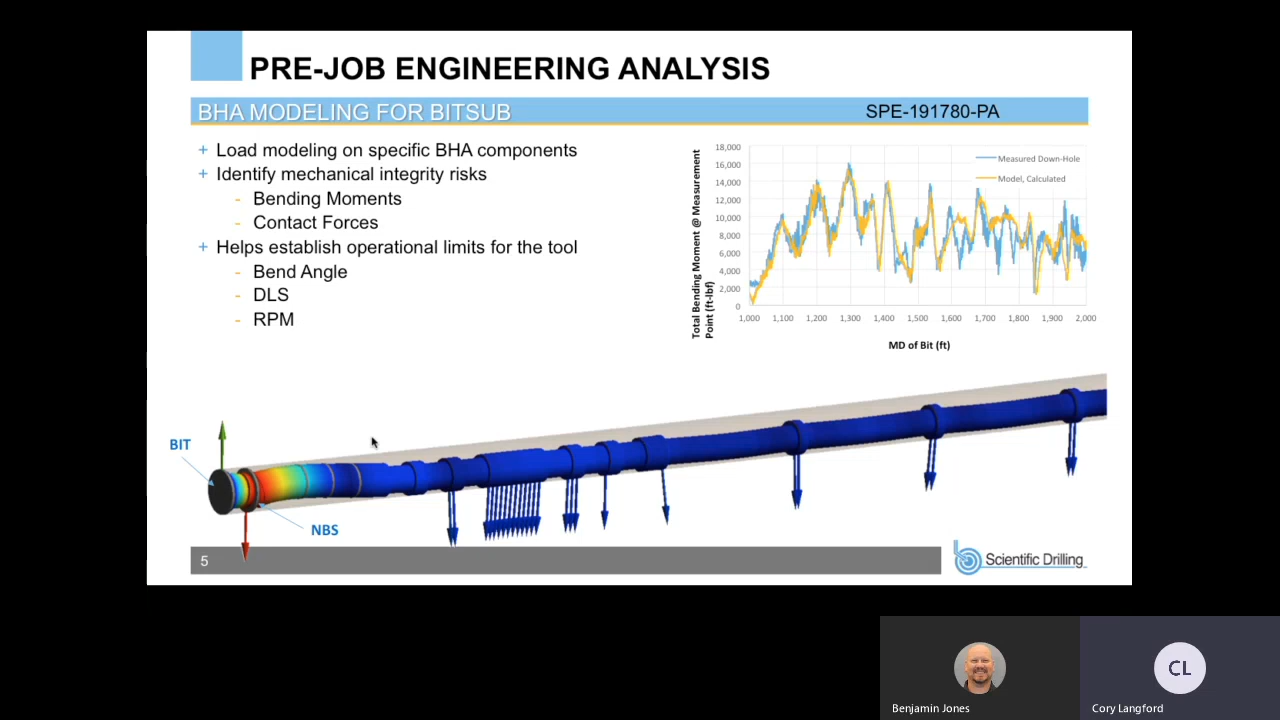 PRE-JOB ENGINEERING ANALYSIS
BHA MODELING FOR BITSUB
SPE-191780-PA
+ Load modeling on specific BHA components
+ Identify mechanical integrity risks
- Bending Moments
- Contact Forces
+ Helps establish operational limits for the tool
- Bend Angle
- DLS
- RPM
Total Bending Moment @ Measurement
Point (ft-lbf)
18,000
16,000
14,000
12,000
10,000
8,000
6,000
4,000
2,000
0
Measured Down-Hole
Model, Calculated
1,000 1,100 1,200 1,300 1,400 1,500 1,600 1,700 1,800 1,900 2,000
MD of Bit (ft)
BIT
NBS
5
Scientific Drilling
CL
Benjamin Jones
Cory Langford